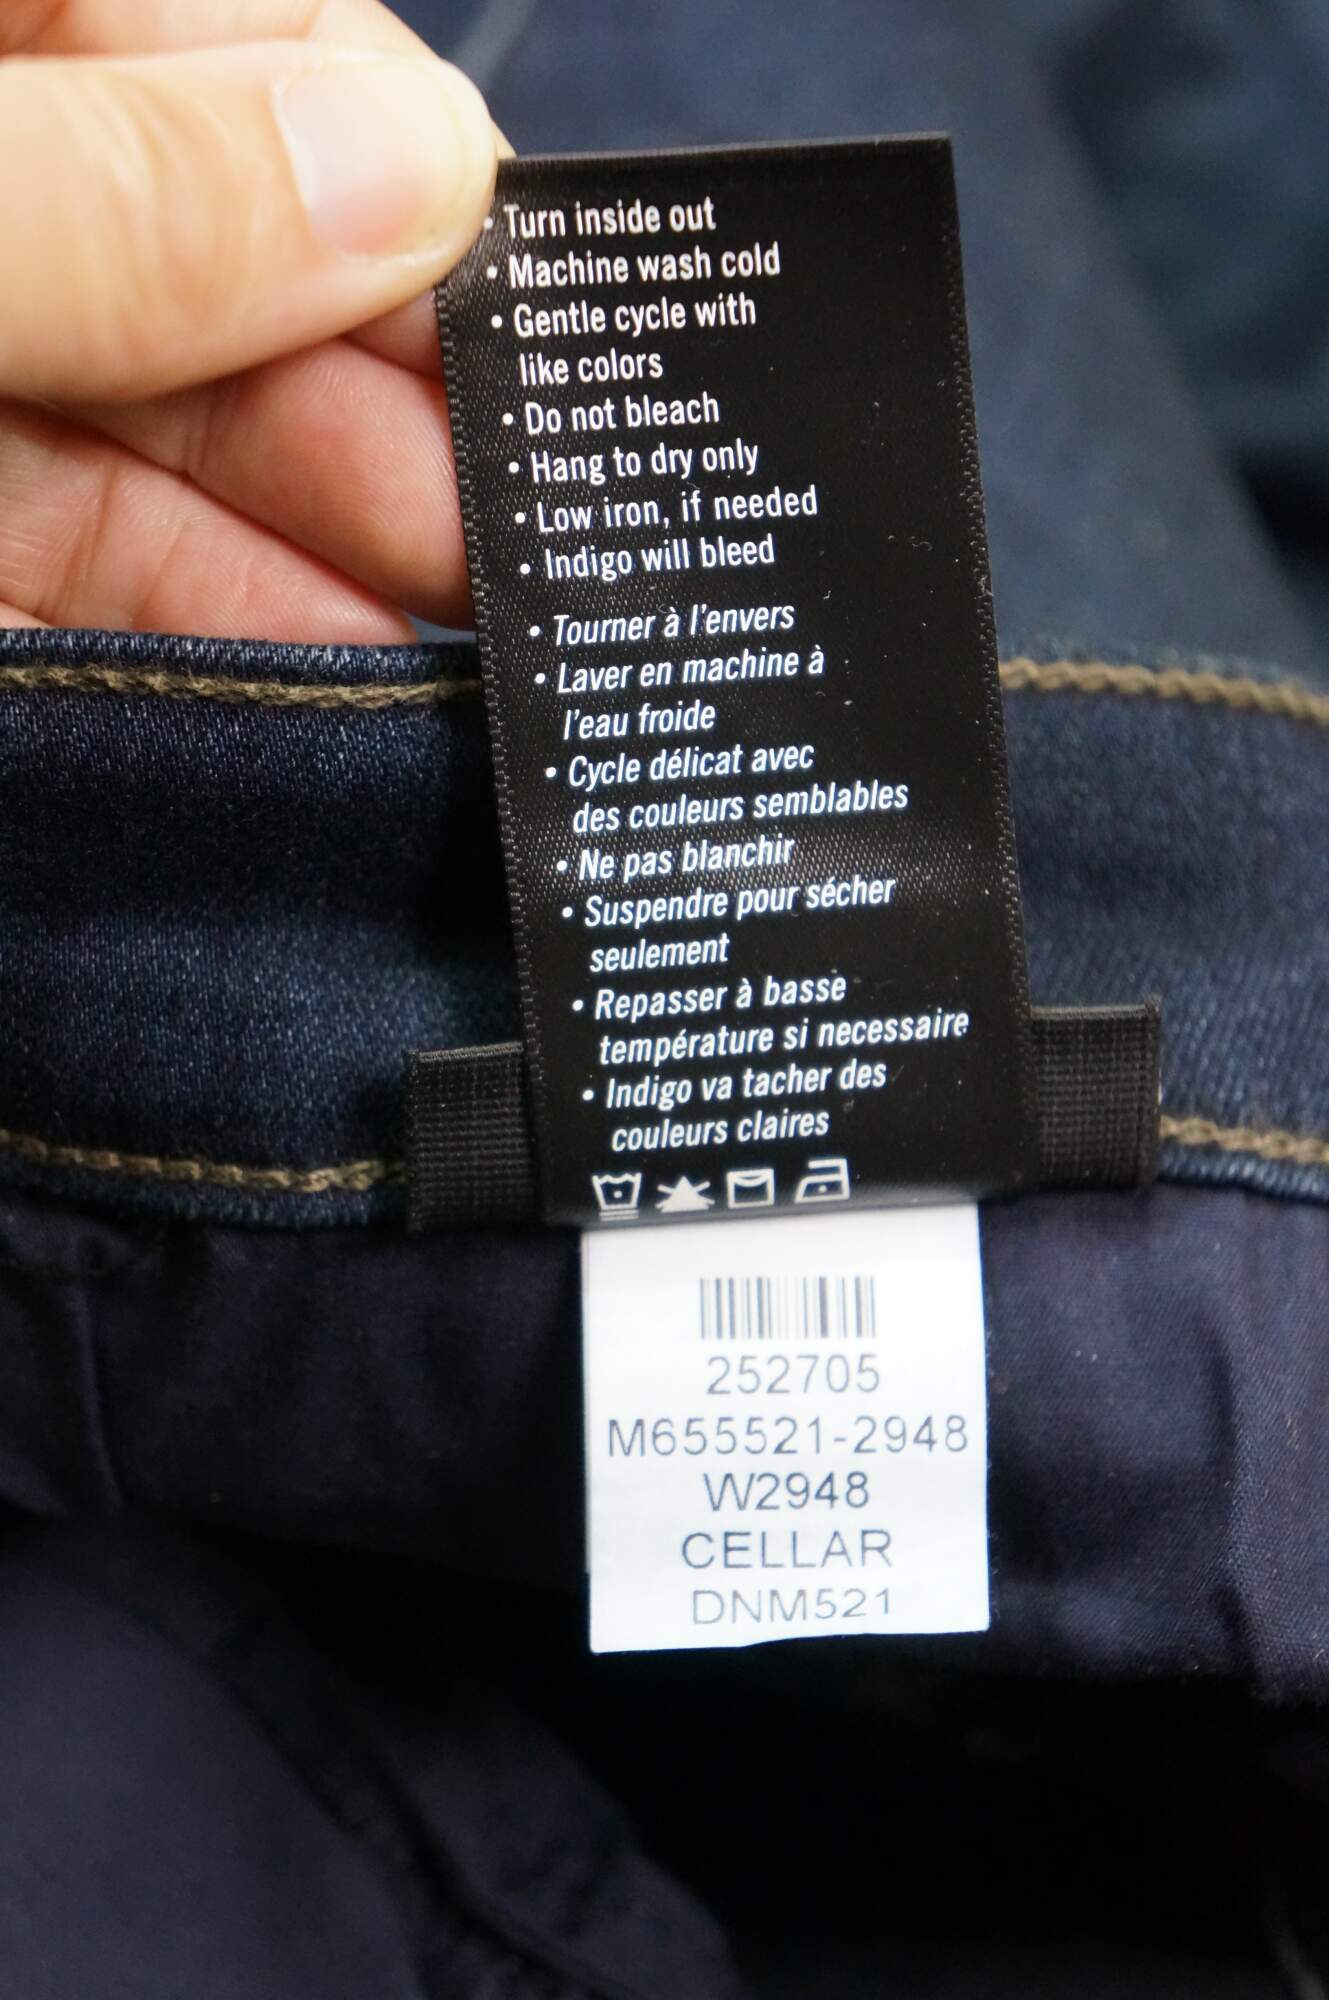 • Turn inside out
• Machine wash cold
• Gentle cycle with
like colors
• Do not bleach
• Hang to dry only
• Low iron, if needed
• Indigo will bleed
• Tourner à l'envers
• Laver en machine à
l'eau froide
• Cycle délicat avec
des couleurs semblables
• Ne pas blanchir
• Suspendre pour sécher
seulement
• Repasser à basse
température si necessaire
• Indigo va tacher des
couleurs claires
252705
M655521-2948
W2948
CELLAR
DNM521